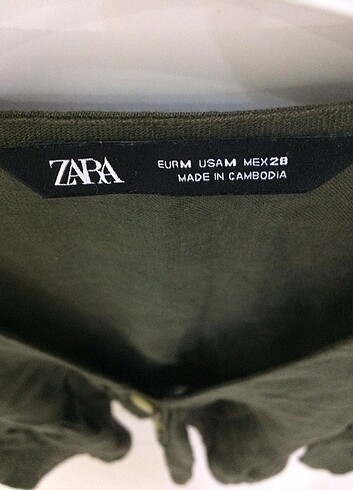 ZARA
EUR M USA M MEX 28
MADE IN CAMBODIA